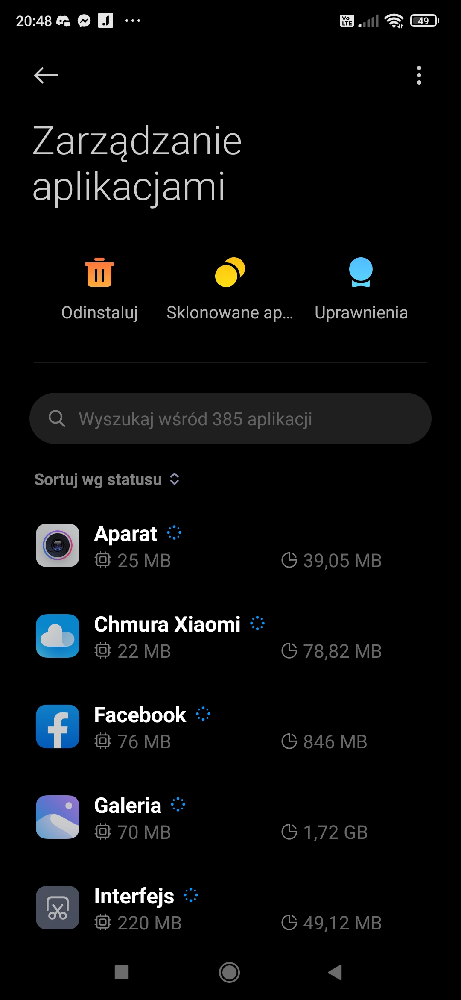 20:48
Vo LTE
49
Zarządzanie
aplikacjami
Odinstaluj
Sklonowane ap...
Uprawnienia
Wyszukaj wśród 385 aplikacji
Sortuj wg statusu
Aparat
25 MB
39,05 MB
Chmura Xiaomi
22 MB
78,82 MB
Facebook
76 MB
846 MB
Galeria
70 MB
1,72 GB
Interfejs
220 MB
49,12 MB